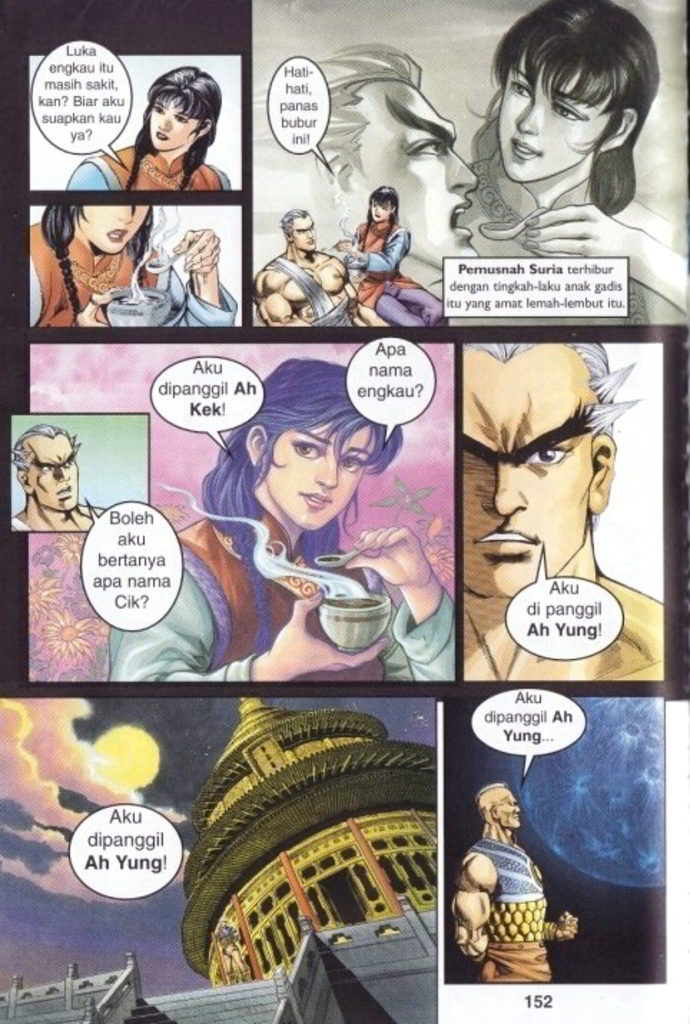 Luka
engkau itu
masih sakit,
kan? Biar aku
suapkan kau
ya?
Hati-
hati,
panas
bubur
ini!
Pemusnah Suria terhibur
dengan tingkah-laku gadis
itu yang amat lemah-lembut itu.
Boleh
aku
bertanya
apa nama
Cik?
Aku
dipanggil Ah
Kek!
Apa
nama
engkau?
Aku
di panggil
Ah Yung!
Aku
dipanggil
Ah Yung!
Aku
dipanggil Ah
Yung...
152